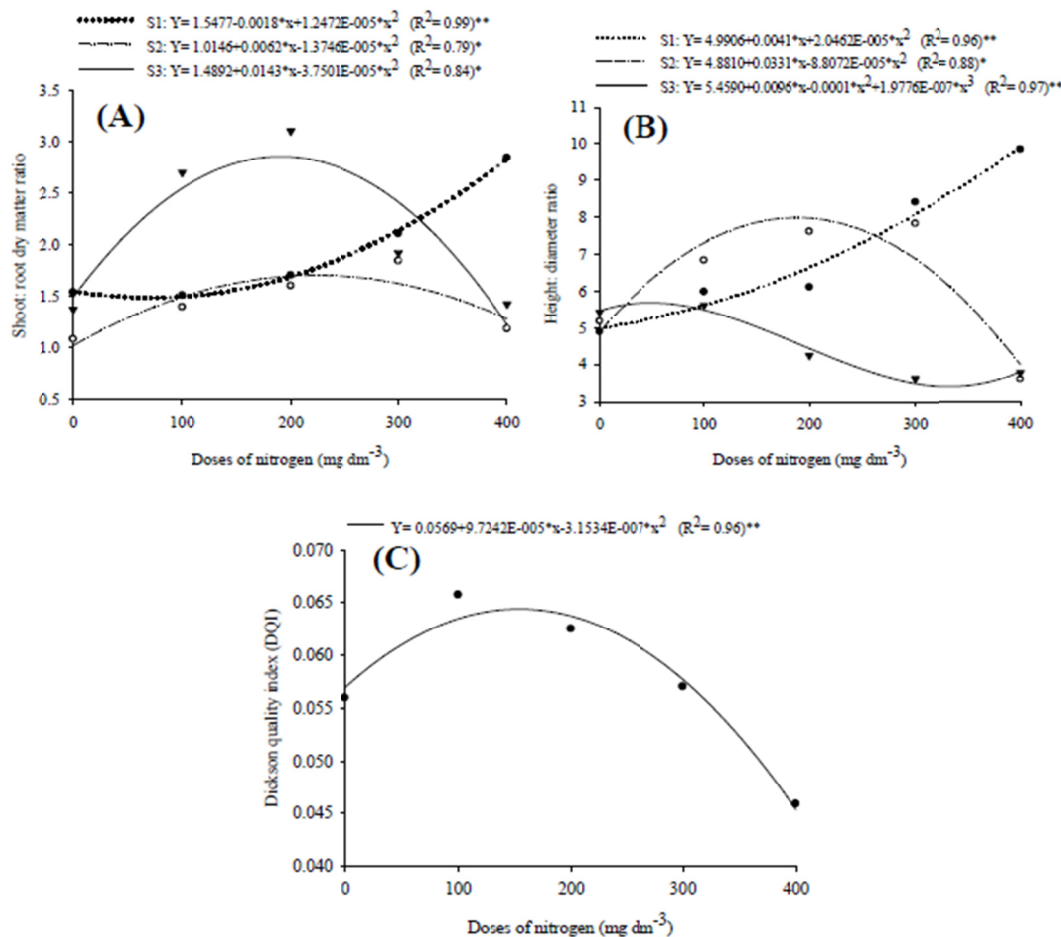 S1: Y= 1.5477-0.0018*x+1.2472E-005*x² (R²= 0.99)**
S2: Y= 1.0146+0.0062*x-1.3746E-005*x² (R²= 0.79)*
S3: Y= 1.4892+0.0143*x-3.7501E-005*x² (R²= 0.84)*
(A)
3.5
3.0
2.5
2.0
1.5
1.0
0.5
Shoot: root dry matter ratio
0 100 200 300 400
Doses of nitrogen (mg dm⁻³)
S1: Y= 4.9906+0.0041*x+2.0462E-005*x² (R²= 0.96)**
S2: Y= 4.8810+0.0331*x-8.8072E-005*x² (R²= 0.88)*
S3: Y= 5.4590+0.0096*x-0.0001*x²+1.9776E-007*x³ (R²= 0.97)**
(B)
11
10
9
8
7
6
5
4
3
Height: diameter ratio
0 100 200 300 400
Doses of nitrogen (mg dm⁻³)
Y= 0.0569+9.7242E-005*x-3.1534E-007*x² (R²= 0.96)**
(C)
0.070
0.065
0.060
0.055
0.050
0.045
0.040
Dickson quality index (DQI)
0 100 200 300 400
Doses of nitrogen (mg dm⁻³)